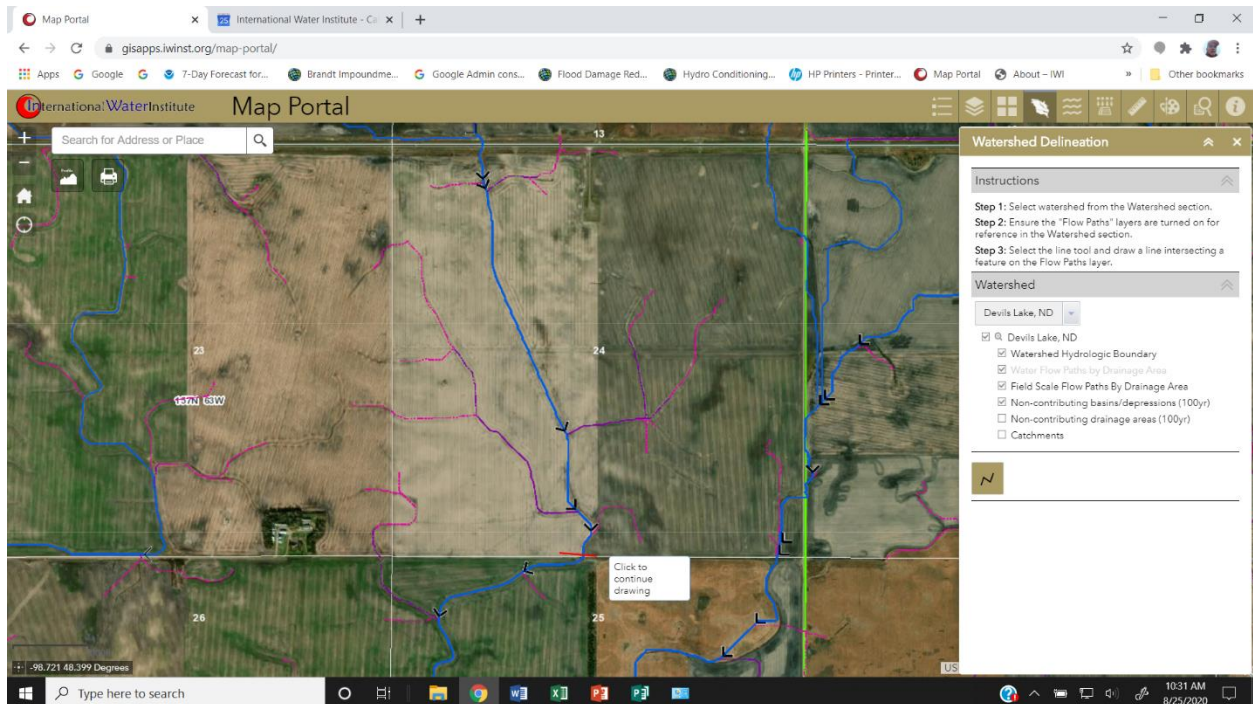 Map Portal
International Water Institute - Ca
gisapps.iwinst.org/map-portal/
Apps
Google
7-Day Forecast for...
Brandt Impoundme...
Google Admin cons...
Flood Damage Red...
Hydro Conditioning...
HP Printers - Printer...
Map Portal
About – IWI
»
Other bookmarks
International Water Institute
Map Portal
Search for Address or Place
Watershed Delineation
Instructions
Step 1: Select watershed from the Watershed section.
Step 2: Ensure the "Flow Paths" layers are turned on for
reference in the Watershed section.
Step 3: Select the line tool and draw a line intersecting a
feature on the Flow Paths layer.
Watershed
Devils Lake, ND
Devils Lake, ND
Watershed Hydrologic Boundary
Water Flow Paths by Drainage Area
Field Scale Flow Paths By Drainage Area
Non-contributing basins/depressions (100yr)
Non-contributing drainage areas (100yr)
Catchments
13
23
24
157N 63W
Click to
continue
drawing
26
25
-98.721 48.399 Degrees
US
Type here to search
10:31 AM
8/25/2020